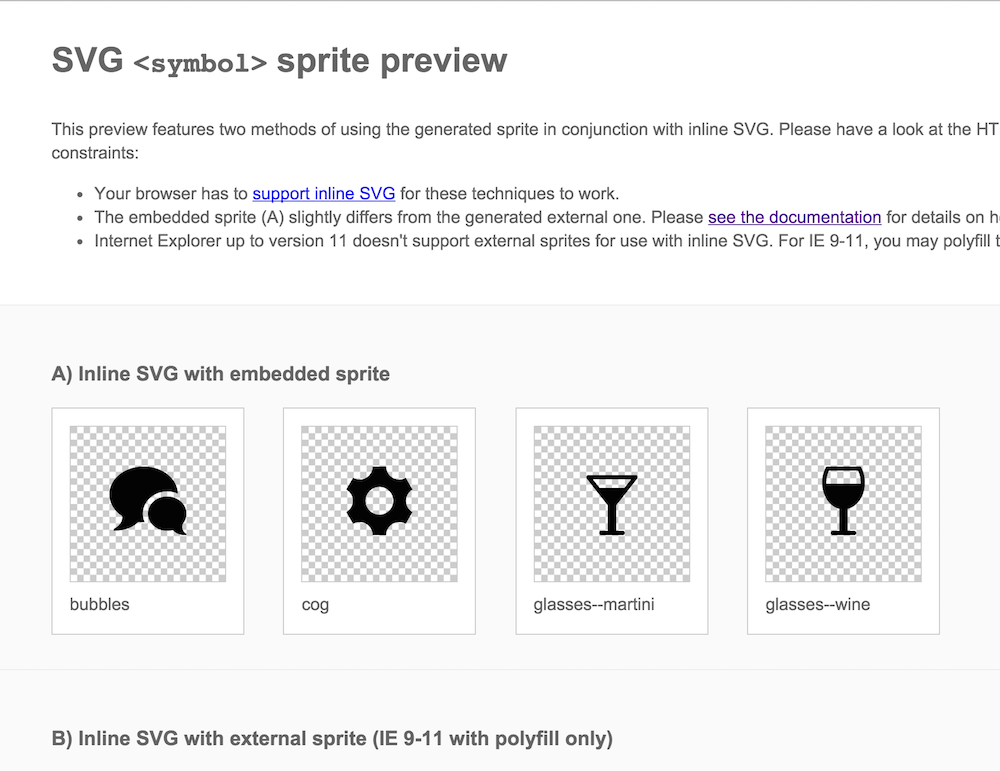 SVG <symbol> sprite preview
This preview features two methods of using the generated sprite in conjunction with inline SVG. Please have a look at the HT
constraints:
Your browser has to support inline SVG for these techniques to work.
The embedded sprite (A) slightly differs from the generated external one. Please see the documentation for details on h
Internet Explorer up to version 11 doesn't support external sprites for use with inline SVG. For IE 9-11, you may polyfill t
A) Inline SVG with embedded sprite
bubbles
cog
glasses--martini
glasses--wine
B) Inline SVG with external sprite (IE 9-11 with polyfill only)